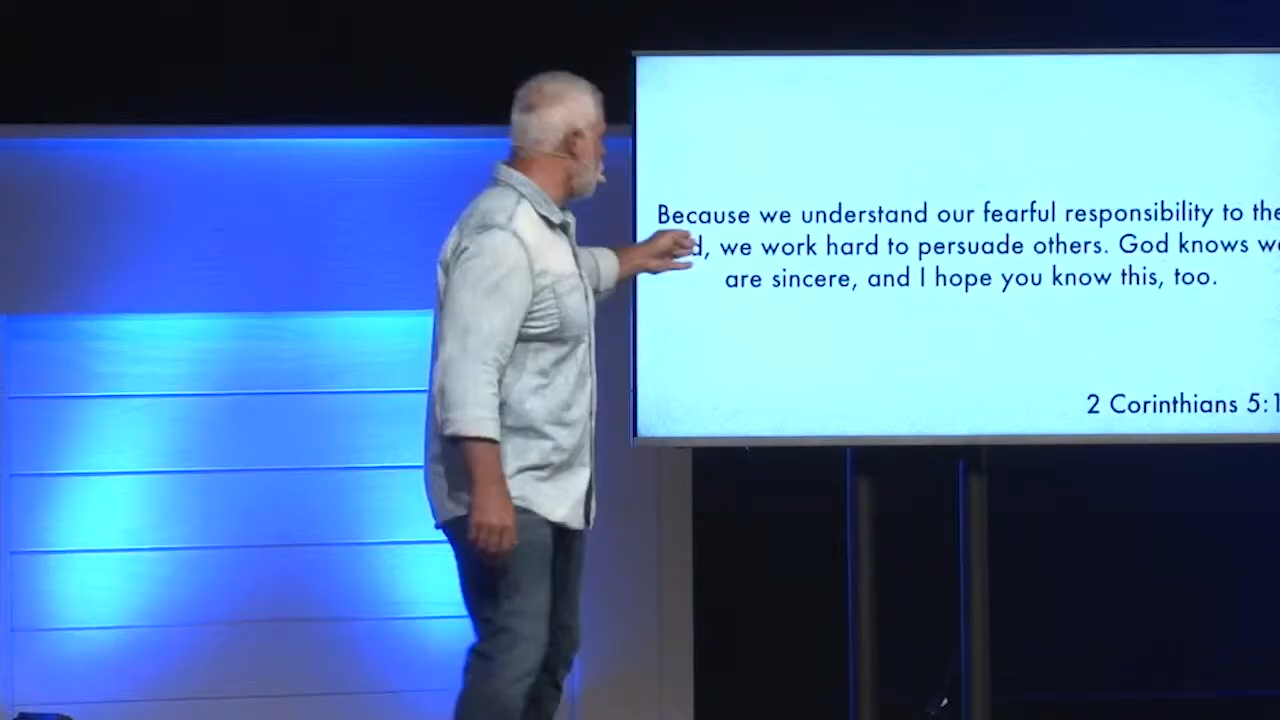 Because we understand our fearful responsibility to the
we work hard to persuade others. God knows we
are sincere, and I hope you know this, too.
2 Corinthians 5:1